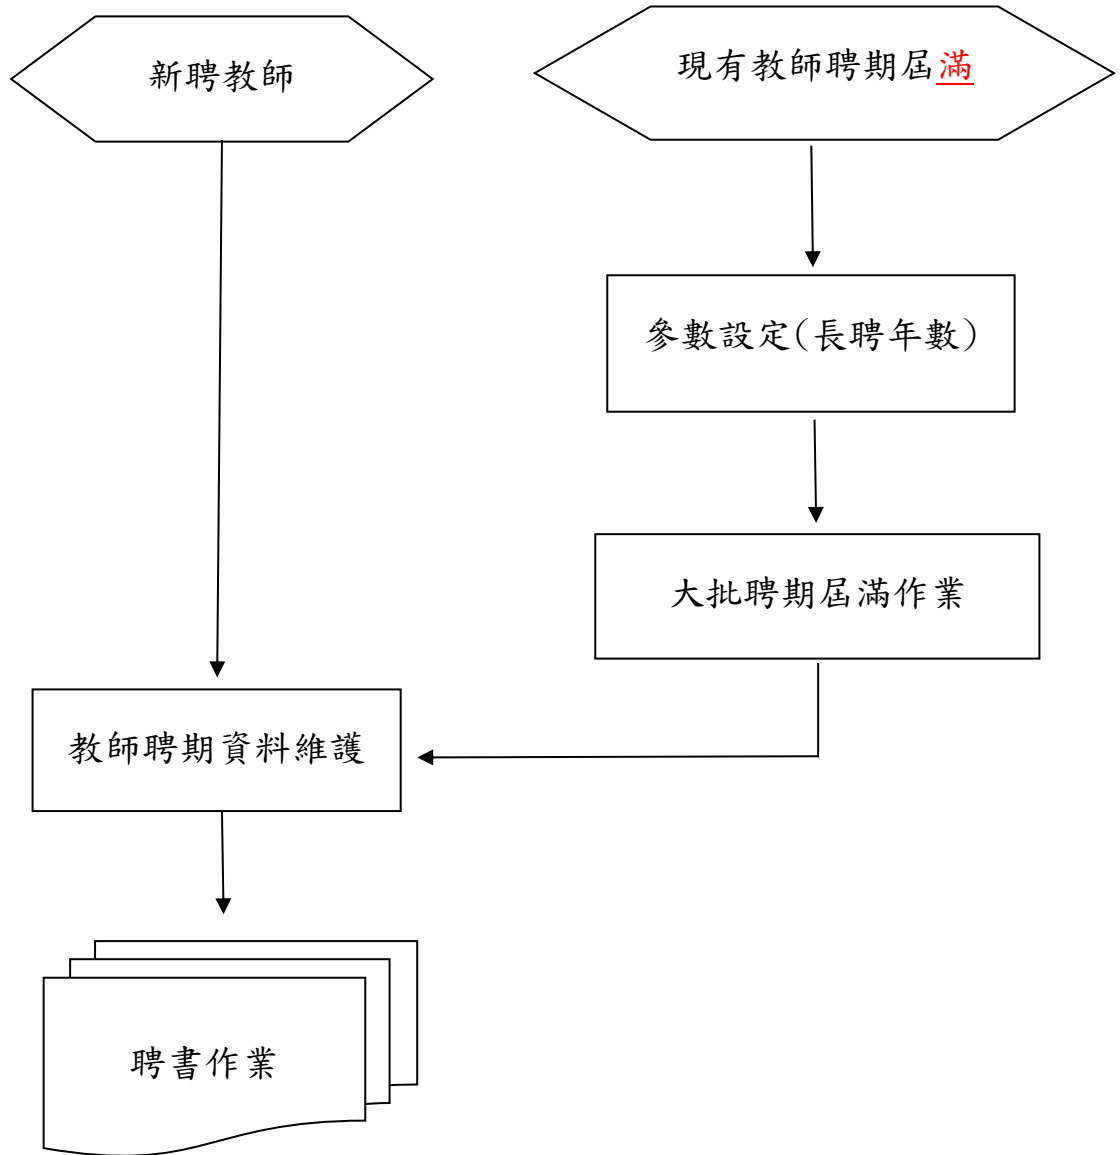 新聘教師
現有教師聘期屆滿
參數設定(長聘年數)
大批聘期屆滿作業
教師聘期資料維護
聘書作業